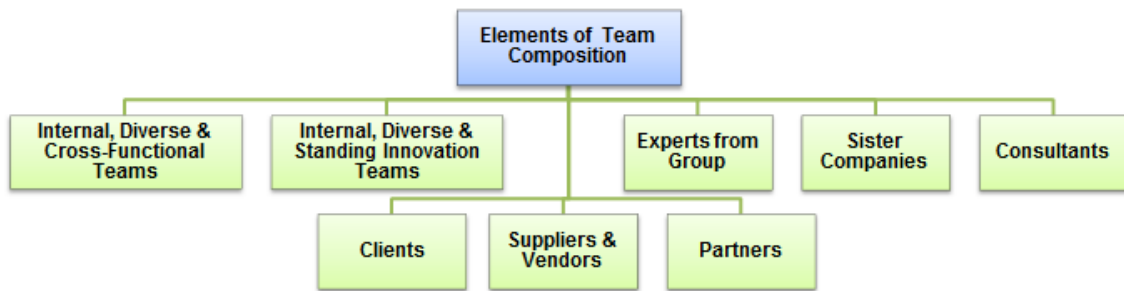 Elements of Team
Composition
Internal, Diverse &
Cross-Functional
Teams
Internal, Diverse &
Standing Innovation
Teams
Experts from
Group
Sister
Companies
Consultants
Clients
Suppliers &
Vendors
Partners